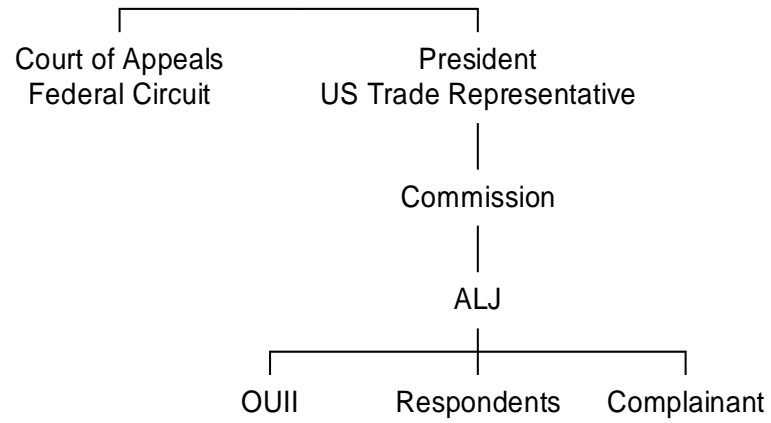 Court of Appeals
Federal Circuit
President
US Trade Representative
Commission
ALJ
OUII
Respondents
Complainant